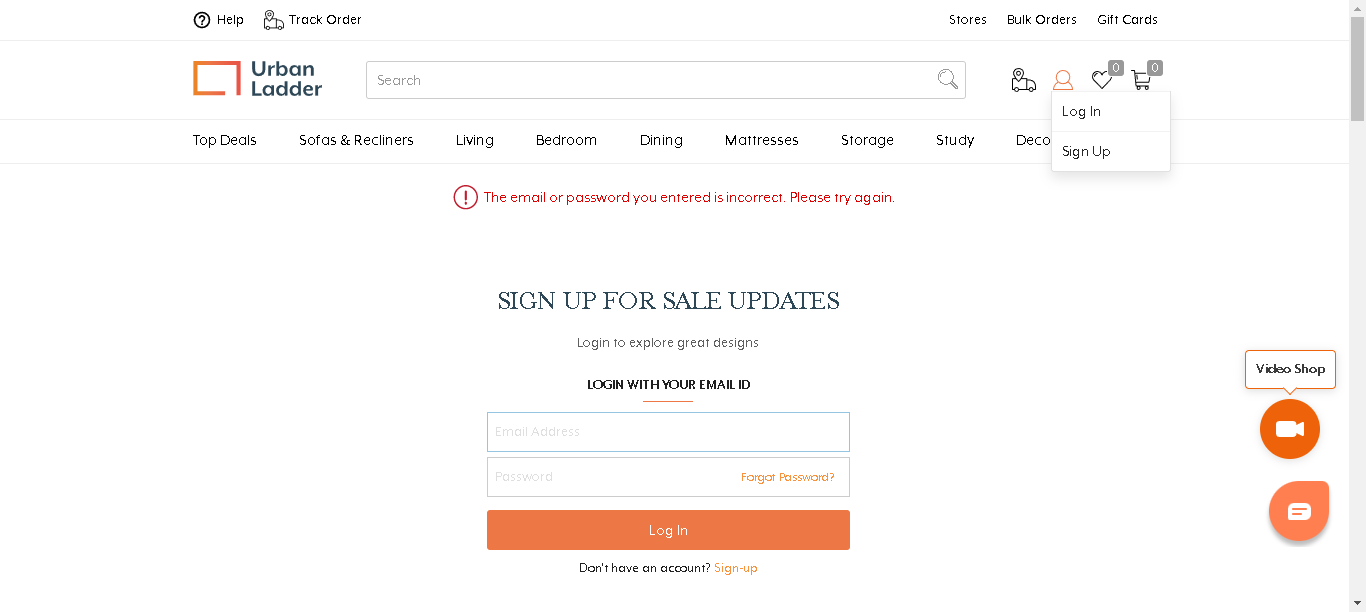 Help Track Order Stores Bulk Orders Gift Cards
Urban
Ladder
Search
0 0
Log In
Top Deals Sofas & Recliners Living Bedroom Dining Mattresses Storage Study
Sign Up
The email or password you entered is incorrect. Please try again.
SIGN UP FOR SALE UPDATES
Login to explore great designs
Video Shop
LOGIN WITH YOUR EMAIL ID
Email Address
Password Forgot Password?
Log In
Don't have an account? Sign-up